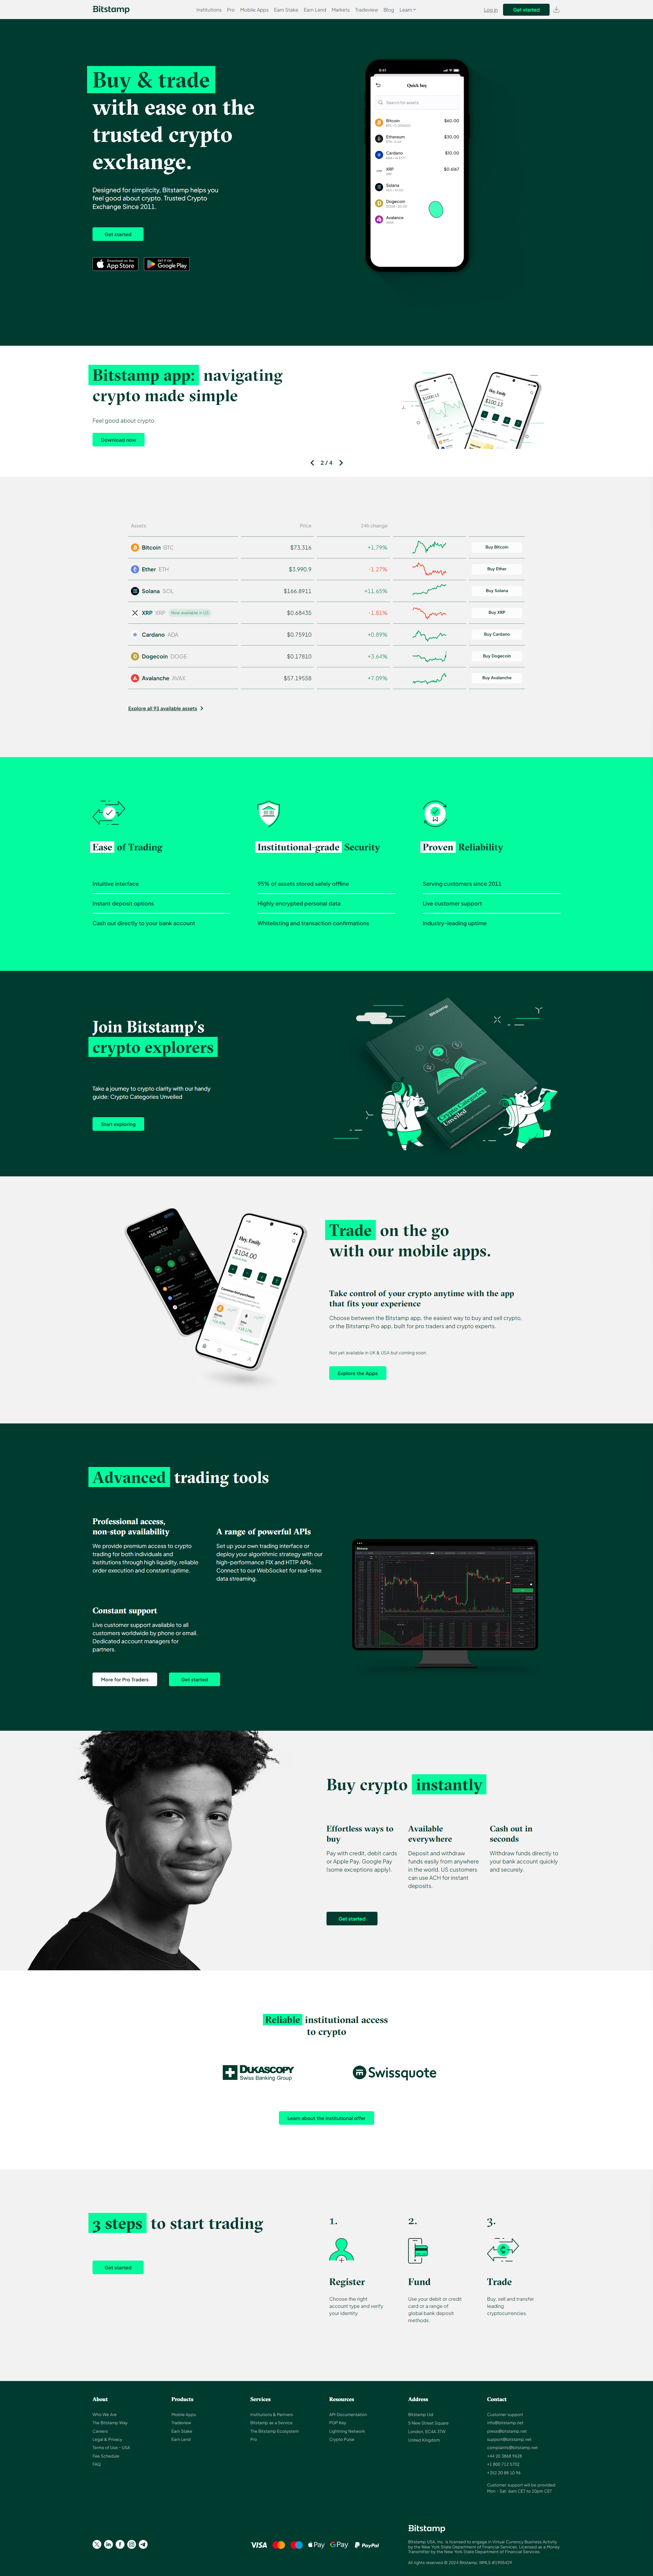 Bitstamp
Institutions Pro Mobile Apps Earn Stake Earn Lend Markets Tradeview Blog Learn
Log in
Get started
Buy & trade
with ease on the
trusted crypto
exchange.
Designed for simplicity, Bitstamp helps you
feel good about crypto. Trusted Crypto
Exchange Since 2011.
Get started
Download on the
App Store
GET IT ON
Google Play
9:41
Quick buy
Search for assets
Bitcoin $60.00
Ethereum $30.00
Cardano $10.00
XRP $0.6167
Solana
Dogecoin
Avalance
Bitstamp app: navigating
crypto made simple
Feel good about crypto
Download now
$100.13
$100.13
2 / 4
Assets Price 24h change
Bitcoin BTC $73,316 +1.79% Buy Bitcoin
Ether ETH $3,990.9 -1.27% Buy Ether
Solana SOL $166.8911 +11.65% Buy Solana
XRP XRP Now available in US $0.68435 -1.81% Buy XRP
Cardano ADA $0.75910 +0.89% Buy Cardano
Dogecoin DOGE $0.17810 +3.64% Buy Dogecoin
Avalanche AVAX $57.19558 +7.09% Buy Avalanche
Explore all 93 available assets
Ease of Trading
Intuitive interface
Instant deposit options
Cash out directly to your bank account
Institutional-grade Security
95% of assets stored safely offline
Highly encrypted personal data
Whitelisting and transaction confirmations
Proven Reliability
Serving customers since 2011
Live customer support
Industry-leading uptime
Join Bitstamp's
crypto explorers
Take a journey to crypto clarity with our handy
guide: Crypto Categories Unveiled
Start exploring
Bitstamp
Crypto Categories
Unveiled
Hey, Emily
$104.00
Trade on the go
with our mobile apps.
Take control of your crypto anytime with the app
that fits your experience
Choose between the Bitstamp app, the easiest way to buy and sell crypto,
or the Bitstamp Pro app, built for pro traders and crypto experts.
Not yet available in UK & USA but coming soon
Explore the Apps
Advanced trading tools
Professional access,
non-stop availability
We provide premium access to crypto
trading for both individuals and
institutions through high liquidity, reliable
order execution and constant uptime.
A range of powerful APIs
Set up your own trading interface or
deploy your algorithmic strategy with our
high-performance FIX and HTTP APIs.
Connect to our WebSocket for real-time
data streaming.
Constant support
Live customer support available to all
customers worldwide by phone or email.
Dedicated account managers for
partners.
More for Pro Traders
Get started
Bitstamp
Buy crypto instantly
Effortless ways to
buy
Pay with credit, debit cards
or Apple Pay, Google Pay
(some exceptions apply).
Available
everywhere
Deposit and withdraw
funds easily from anywhere
in the world. US customers
can use ACH for instant
deposits.
Cash out in
seconds
Withdraw funds directly to
your bank account quickly
and securely.
Get started
Reliable institutional access
to crypto
DUKASCOPY
Swiss Banking Group
Swissquote
Learn about the institutional offer
3 steps to start trading
Get started
1.
Register
Choose the right
account type and verify
your identity.
2.
Fund
Use your debit or credit
card or a range of
global bank deposit
methods.
3.
Trade
Buy, sell and transfer
leading
cryptocurrencies.
About
Who We Are
The Bitstamp Way
Careers
Legal & Privacy
Terms of Use - USA
Fee Schedule
FAQ
Products
Mobile Apps
Tradeview
Earn Stake
Earn Lend
Services
Institutions & Partners
Bitstamp as a Service
The Bitstamp Ecosystem
Pro
Resources
API Documentation
PGP Key
Lightning Network
Crypto Pulse
Address
Bitstamp Ltd
5 New Street Square
London, EC4A 3TW
United Kingdom
Contact
Customer support
info@bitstamp.net
press@bitstamp.net
support@bitstamp.net
complaints@bitstamp.net
+44 20 3868 9628
+1 800 712 5702
+352 20 88 10 96
Customer support will be provided:
Mon - Sat: 6am CET to 10pm CET
VISA
Pay
G Pay
PayPal
Bitstamp
Bitstamp USA, Inc. is licensed to engage in Virtual Currency Business Activity
by the New York State Department of Financial Services. Licensed as a Money
Transmitter by the New York State Department of Financial Services.
All rights reserved © 2024 Bitstamp, NMLS #1905429